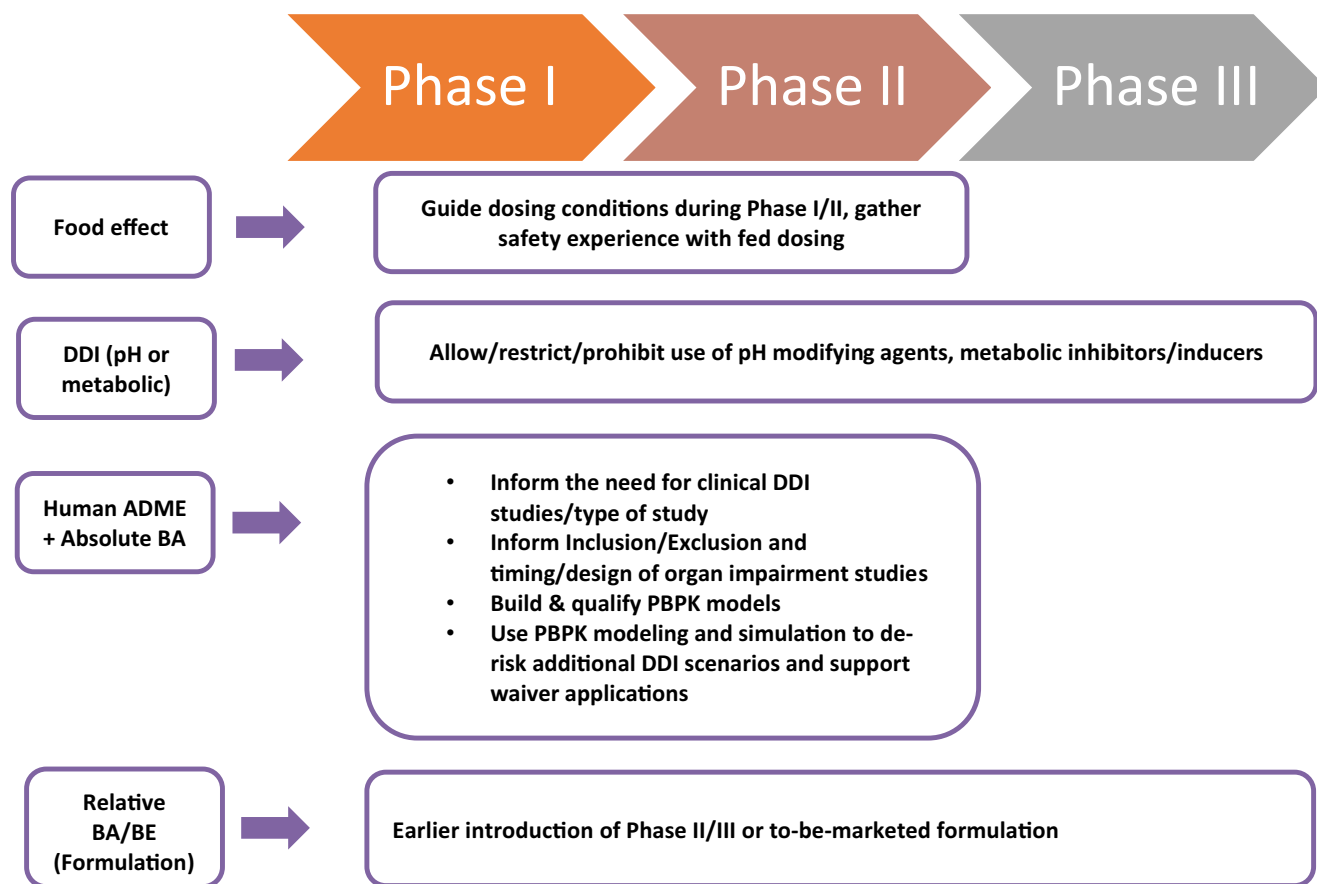 Phase I
Phase II
Phase III
Food effect
Guide dosing conditions during Phase I/II, gather
safety experience with fed dosing
DDI (pH or
metabolic)
Allow/restrict/prohibit use of pH modifying agents, metabolic inhibitors/inducers
Human ADME
+ Absolute BA
• Inform the need for clinical DDI
studies/type of study
• Inform Inclusion/Exclusion and
timing/design of organ impairment studies
• Build & qualify PBPK models
• Use PBPK modeling and simulation to de-
risk additional DDI scenarios and support
waiver applications
Relative
BA/BE
(Formulation)
Earlier introduction of Phase II/III or to-be-marketed formulation